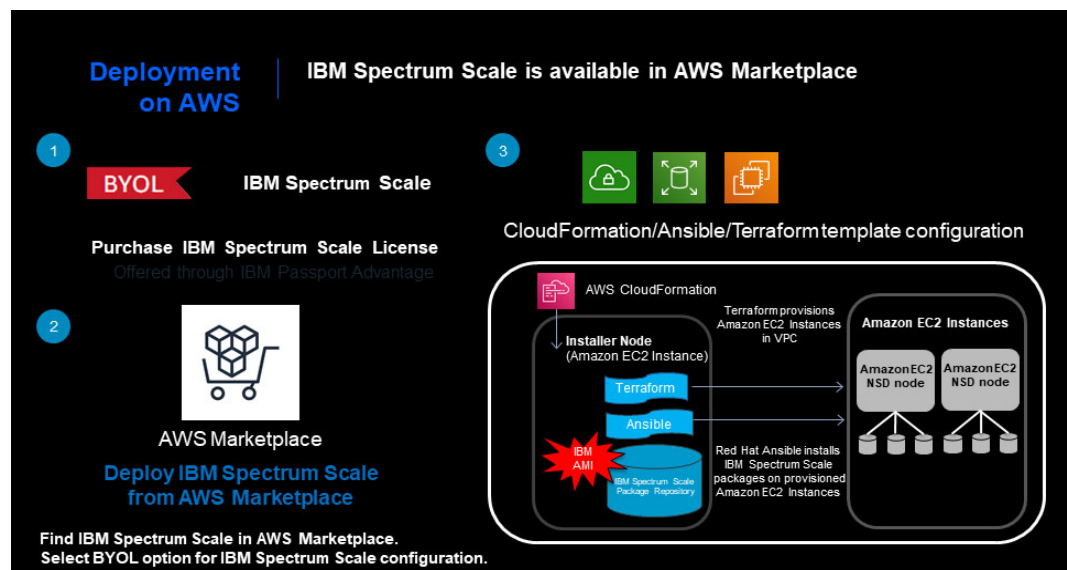 Deployment
on AWS
IBM Spectrum Scale is available in AWS Marketplace
1
BYOL
IBM Spectrum Scale
Purchase IBM Spectrum Scale License
Offered through IBM Passport Advantage
2
AWS Marketplace
Deploy IBM Spectrum Scale
from AWS Marketplace
Find IBM Spectrum Scale in AWS Marketplace.
Select BYOL option for IBM Spectrum Scale configuration.
3
CloudFormation/Ansible/Terraform template configuration
AWS CloudFormation
Installer Node
(Amazon EC2 Instance)
Terraform
Ansible
IBM
AMI
IBM Spectrum Scale
Package Repository
Terraform provisions
Amazon EC2 Instances
in VPC
Red Hat Ansible installs
IBM Spectrum Scale
packages on provisioned
Amazon EC2 Instances
Amazon EC2 Instances
Amazon EC2
NSD node
Amazon EC2
NSD node